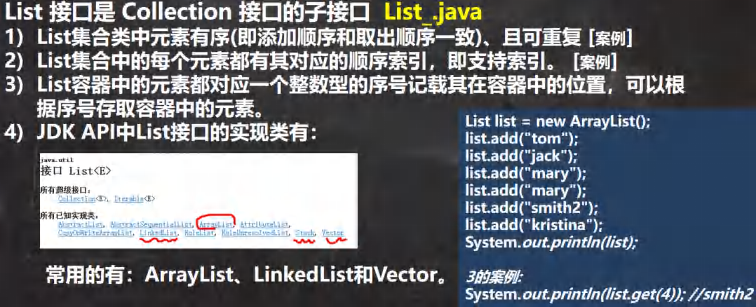 List 接口是 Collection 接口的子接口 List_.java
1) List集合类中元素有序(即添加顺序和取出顺序一致)、且可重复 [案例]
2) List集合中的每个元素都有其对应的顺序索引，即支持索引。 [案例]
3) List容器中的元素都对应一个整数型的序号记载其在容器中的位置，可以根
据序号存取容器中的元素。
4) JDK API中List接口的实现类有：
java.util
接口 List<E>
所有超级接口：
Collection<E>, Iterable<E>
所有已知实现类：
AbstractList, AbstractSequentialList, ArrayList, AttributeList,
CopyOnWriteArrayList, LinkedList, RoleList, RoleUnresolvedList, Stack, Vector
常用的有：ArrayList、LinkedList和Vector。
List list = new ArrayList();
list.add("tom");
list.add("jack");
list.add("mary");
list.add("mary");
list.add("smith2");
list.add("kristina");
System.out.println(list);
3的案例:
System.out.println(list.get(4)); //smith2